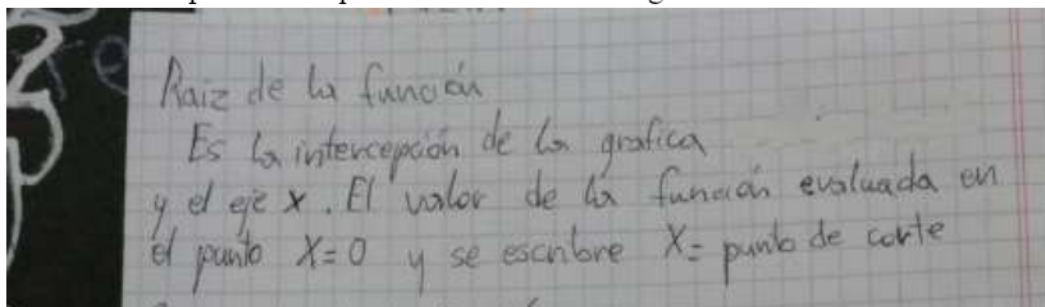 Raiz de la función
Es la intercepción de la grafica
y el eje x. El valor de la función evaluada en
el punto X=0 y se escribre X= punto de corte